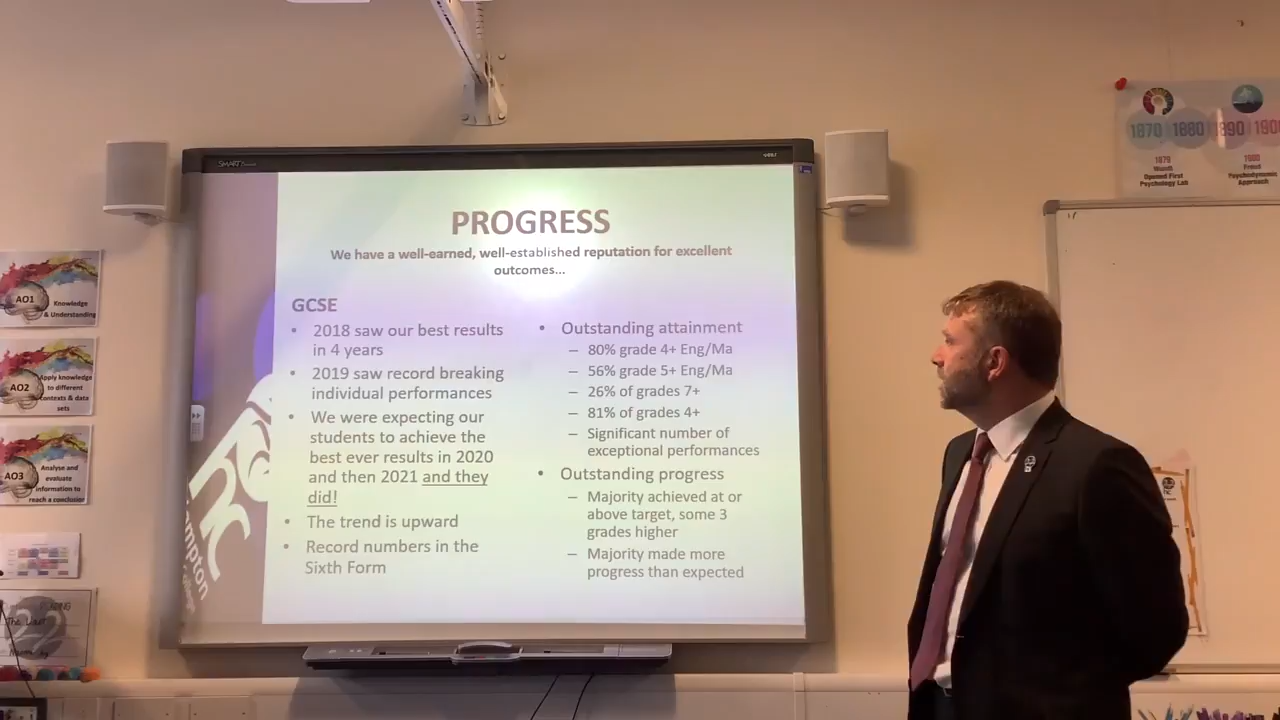 SMART
PROGRESS
We have a well-earned, well-established reputation for excellent
outcomes...
GCSE
• 2018 saw our best results
in 4 years
• 2019 saw record breaking
individual performances
• We were expecting our
students to achieve the
best ever results in 2020
and then 2021 and they
did!
• The trend is upward
• Record numbers in the
Sixth Form
• Outstanding attainment
– 80% grade 4+ Eng/Ma
– 56% grade 5+ Eng/Ma
– 26% of grades 7+
– 81% of grades 4+
– Significant number of
exceptional performances
• Outstanding progress
– Majority achieved at or
above target, some 3
grades higher
– Majority made more
progress than expected
AO1
Knowledge
& Understanding
AO2
Apply knowledge
to different
contexts & data
sets
AO3
Analyse and
evaluate
information to
reach a conclusion
1870 1880 1890 190
1879
Wundt
Opened First
Psychology Lab
1900
Freud
Psychodynamic
Approach